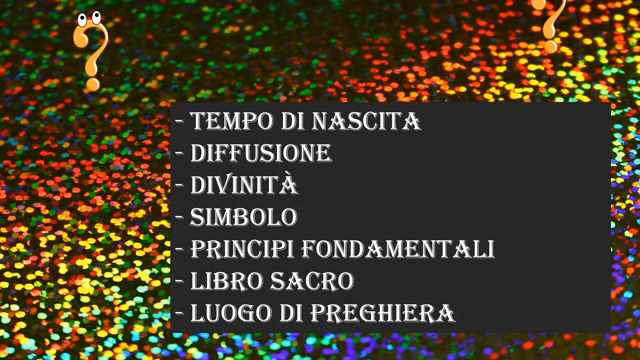 - TEMPO DI NASCITA
- DIFFUSIONE
- DIVINITÀ
- SIMBOLO
- PRINCIPI FONDAMENTALI
- LIBRO SACRO
- LUOGO DI PREGHIERA